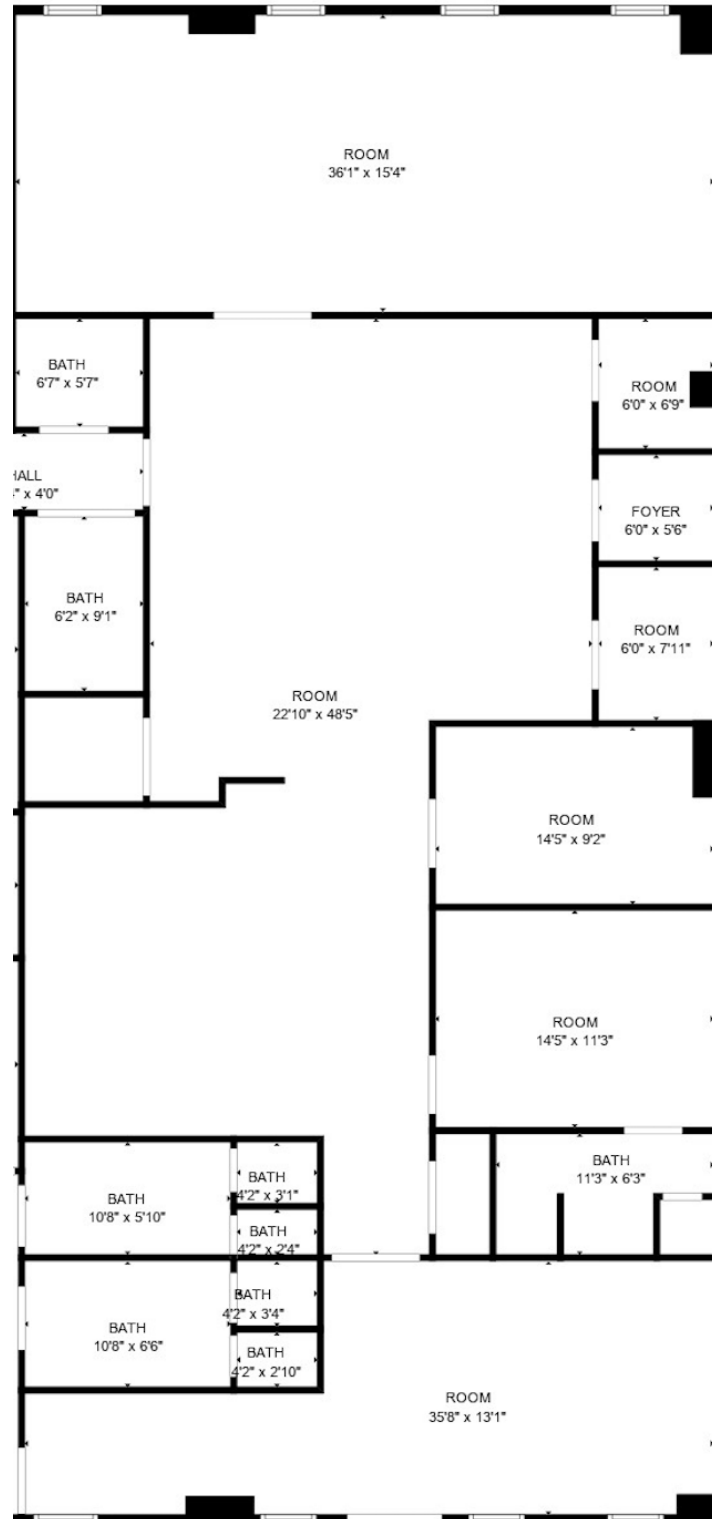 ROOM
36'1" x 15'4"
BATH
6'7" x 5'7"
ROOM
6'0" x 6'9"
HALL
" x 4'0"
FOYER
6'0" x 5'6"
BATH
6'2" x 9'1"
ROOM
6'0" x 7'11"
ROOM
22'10" x 48'5"
ROOM
14'5" x 9'2"
ROOM
14'5" x 11'3"
BATH
11'3" x 6'3"
BATH
4'2" x 3'1"
BATH
10'8" x 5'10"
BATH
4'2" x 2'4"
BATH
4'2" x 3'4"
BATH
10'8" x 6'6"
BATH
4'2" x 2'10"
ROOM
35'8" x 13'1"